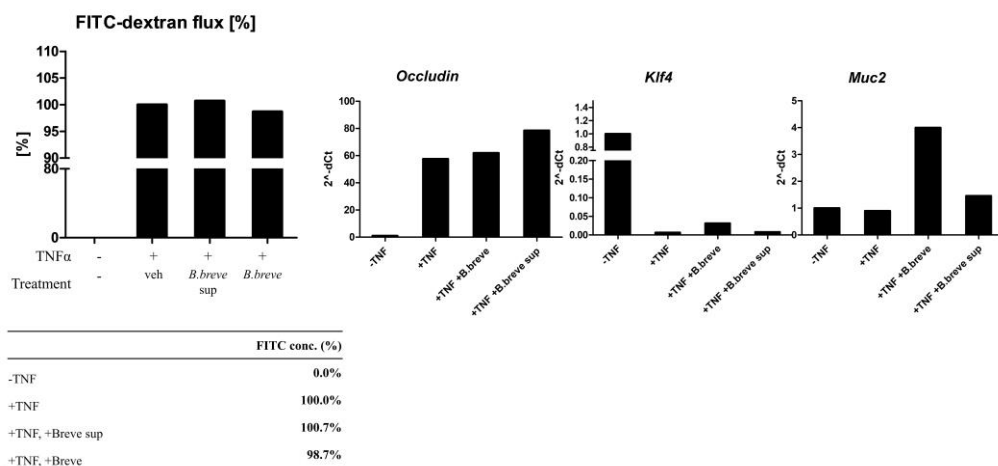 FITC-dextran flux [%]
[%]
110
105
100
95
90
80
0
TNFα - + + +
Treatment - veh B.breve sup B.breve
Occludin
2^-dCt
100
80
60
40
20
0
-TNF
+TNF
+TNF +B.breve
+TNF +B.breve sup
Klf4
2^-dCt
1.4
1.2
1.0
0.8
0.20
0.15
0.10
0.05
0.00
-TNF
+TNF
+TNF +B.breve
+TNF +B.breve sup
Muc2
2^-dCt
5
4
3
2
1
0
-TNF
+TNF
+TNF +B.breve
+TNF +B.breve sup
FITC conc. (%)
-TNF 0.0%
+TNF 100.0%
+TNF, +Breve sup 100.7%
+TNF, +Breve 98.7%